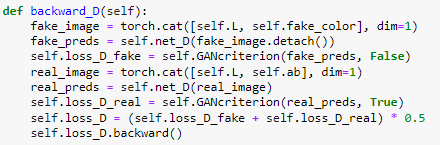 def backward_D(self):
    fake_image = torch.cat([self.L, self.fake_color], dim=1)
    fake_preds = self.net_D(fake_image.detach())
    self.loss_D_fake = self.GANcriterion(fake_preds, False)
    real_image = torch.cat([self.L, self.ab], dim=1)
    real_preds = self.net_D(real_image)
    self.loss_D_real = self.GANcriterion(real_preds, True)
    self.loss_D = (self.loss_D_fake + self.loss_D_real) * 0.5
    self.loss_D.backward()